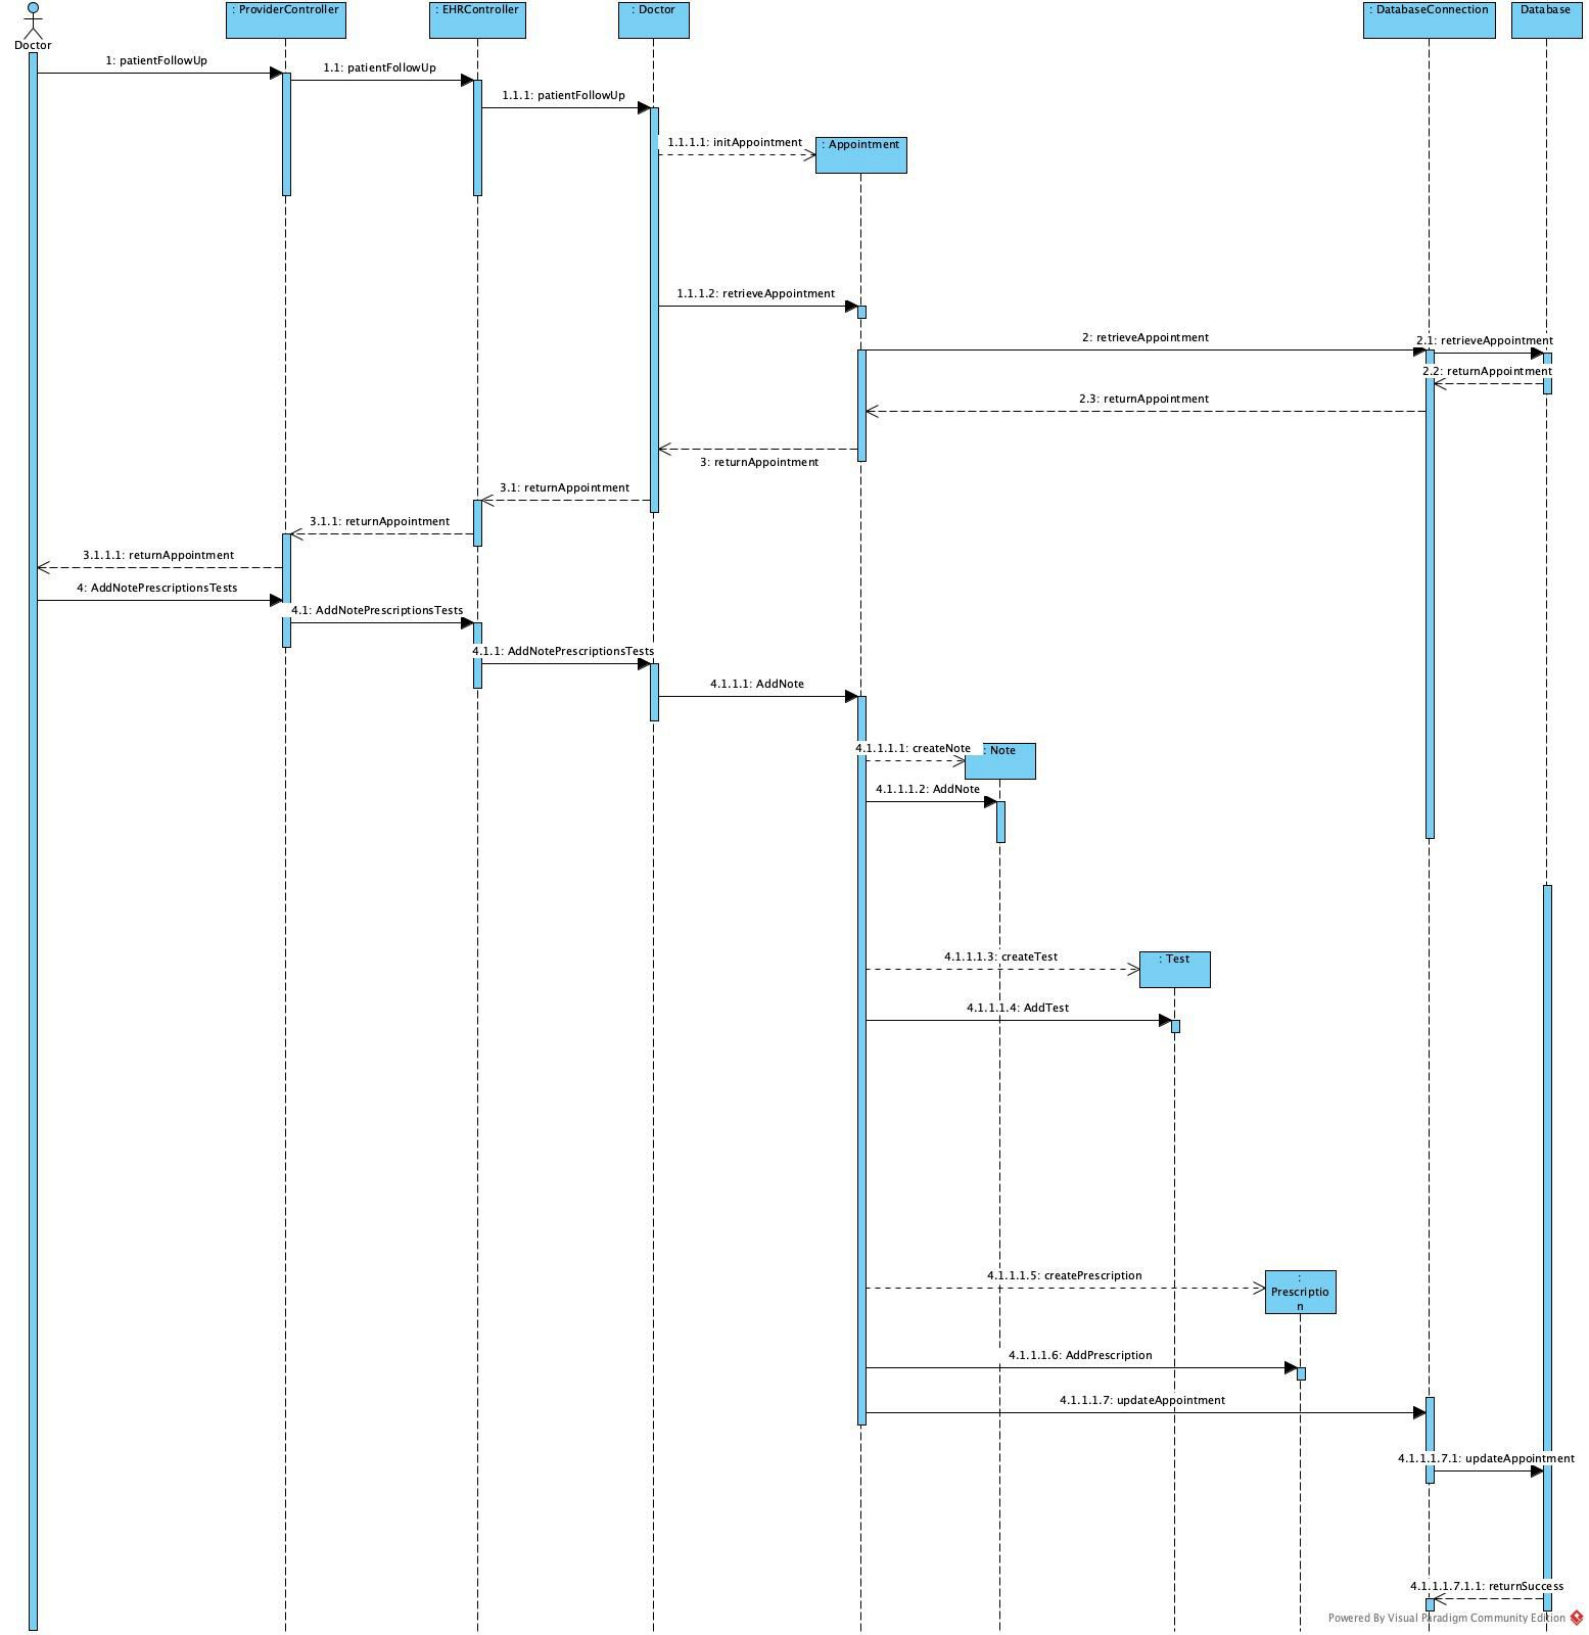 : ProviderController
: EHRController
: Doctor
: DatabaseConnection
Database
Doctor
1: patientFollowUp
1.1: patientFollowUp
1.1.1: patientFollowUp
1.1.1.1: initAppointment
: Appointment
1.1.1.2: retrieveAppointment
2: retrieveAppointment
2.1: retrieveAppointment
2.2: returnAppointment
2.3: returnAppointment
3: returnAppointment
3.1: returnAppointment
3.1.1: returnAppointment
3.1.1.1: returnAppointment
4: AddNotePrescriptionsTests
4.1: AddNotePrescriptionsTests
4.1.1: AddNotePrescriptionsTests
4.1.1.1: AddNote
4.1.1.1.1: createNote
: Note
4.1.1.1.2: AddNote
4.1.1.1.3: createTest
: Test
4.1.1.1.4: AddTest
4.1.1.1.5: createPrescription
:
Prescriptio
n
4.1.1.1.6: AddPrescription
4.1.1.1.7: updateAppointment
4.1.1.1.7.1: updateAppointment
4.1.1.1.7.1.1: returnSuccess
Powered By Visual Paradigm Community Edition